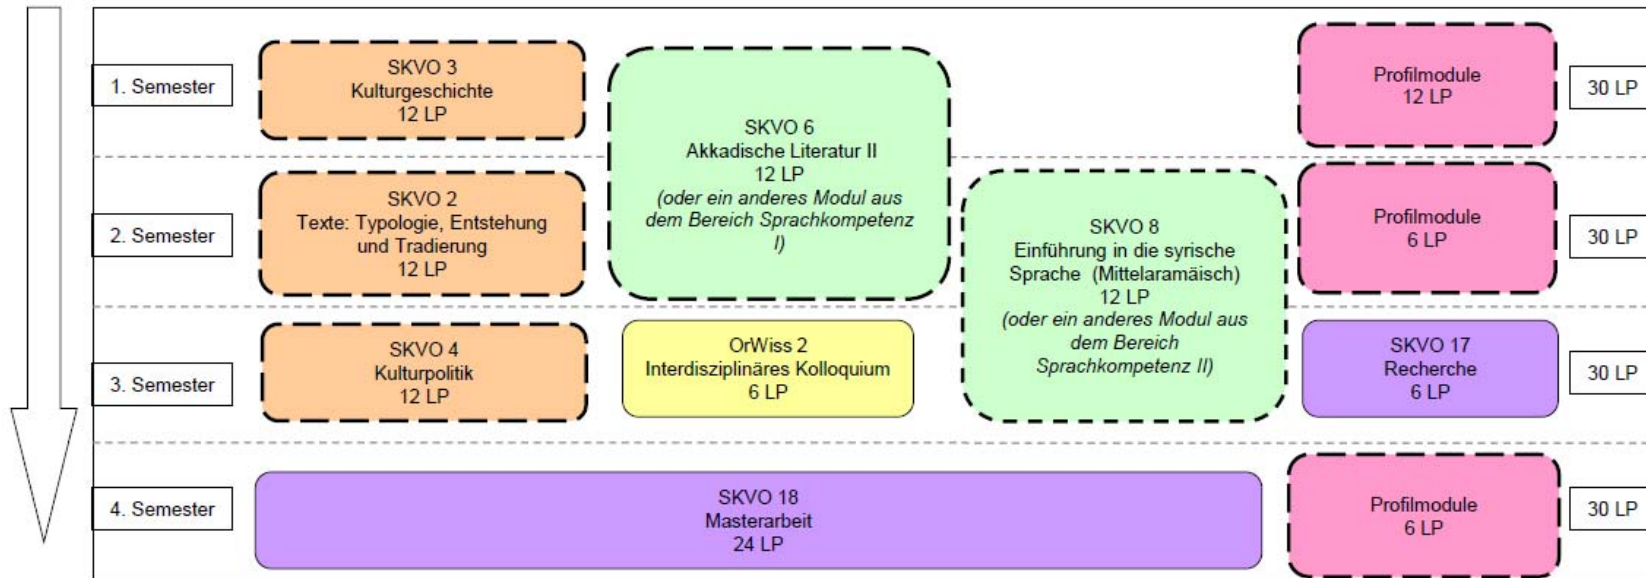 1. Semester
SKVO 3
Kulturgeschichte
12 LP
SKVO 6
Akkadische Literatur II
12 LP
(oder ein anderes Modul aus
dem Bereich Sprachkompetenz
I)
Profilmodule
12 LP
30 LP
2. Semester
SKVO 2
Texte: Typologie, Entstehung
und Tradierung
12 LP
SKVO 8
Einführung in die syrische
Sprache (Mittelaramäisch)
12 LP
(oder ein anderes Modul aus
dem Bereich
Sprachkompetenz II)
Profilmodule
6 LP
30 LP
3. Semester
SKVO 4
Kulturpolitik
12 LP
OrWiss 2
Interdisziplinäres Kolloquium
6 LP
SKVO 17
Recherche
6 LP
30 LP
4. Semester
SKVO 18
Masterarbeit
24 LP
Profilmodule
6 LP
30 LP